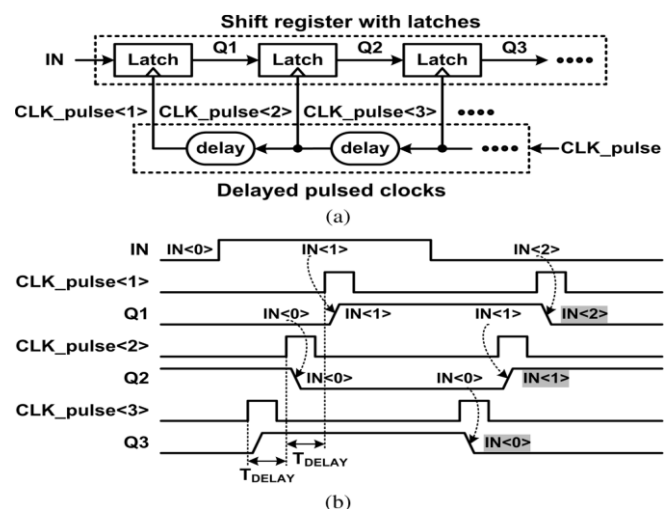 Shift register with latches
IN Latch Q1 Latch Q2 Latch Q3
CLK_pulse<1> CLK_pulse<2> CLK_pulse<3>
delay delay CLK_pulse
Delayed pulsed clocks
(a)
IN IN<0> IN<1> IN<2>
CLK_pulse<1>
Q1 IN<0> IN<1> IN<1> IN<2>
CLK_pulse<2>
Q2 IN<0> IN<0> IN<1>
CLK_pulse<3>
Q3 IN<0>
TDELAY
TDELAY
(b)